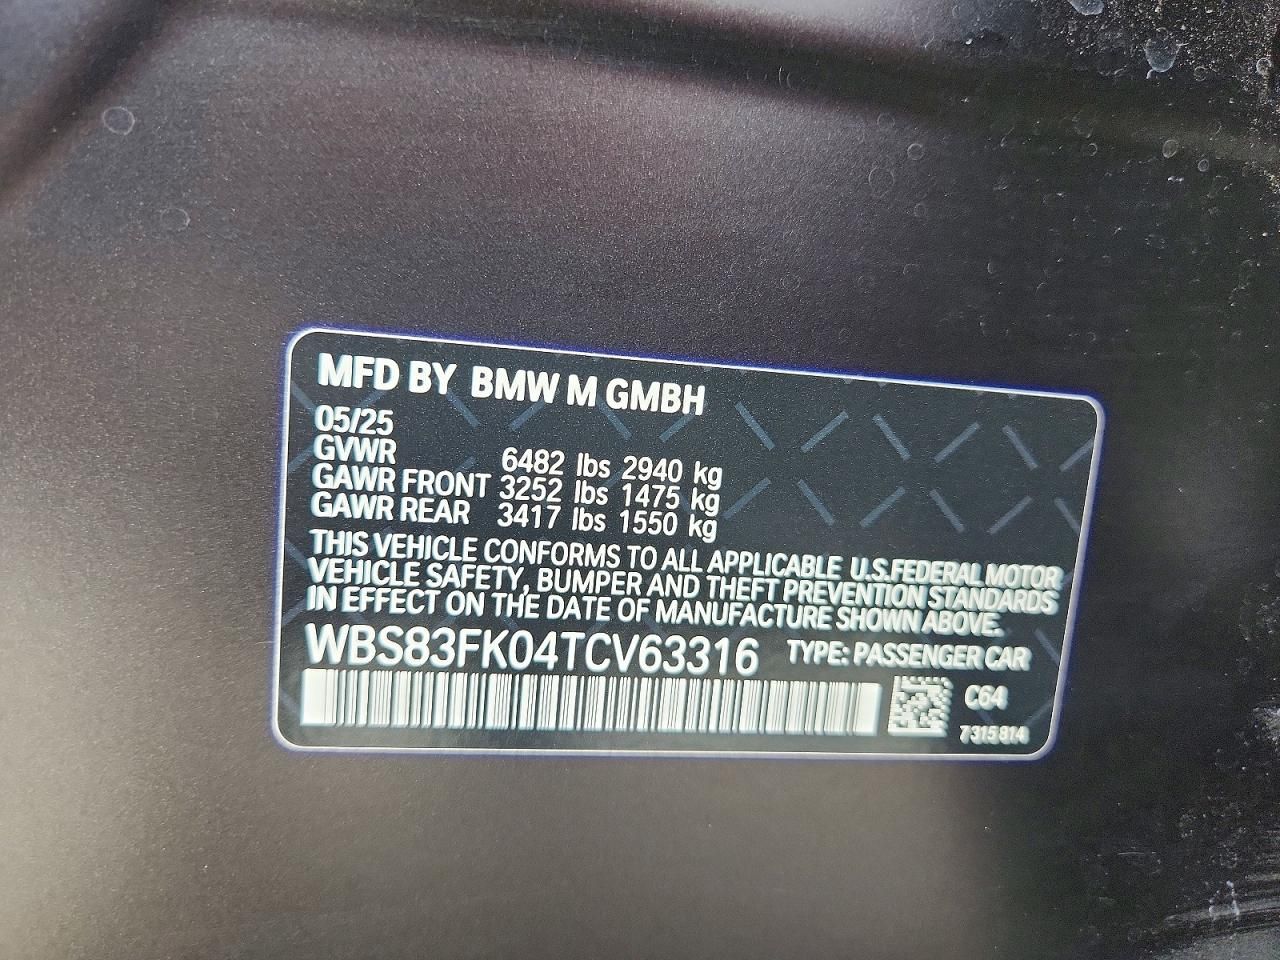 MFD BY BMW M GMBH
05/25
GVWR 6482 lbs 2940 kg
GAWR FRONT 3252 lbs 1475 kg
GAWR REAR 3417 lbs 1550 kg
THIS VEHICLE CONFORMS TO ALL APPLICABLE U.S.FEDERAL MOTOR
VEHICLE SAFETY, BUMPER AND THEFT PREVENTION STANDARDS
IN EFFECT ON THE DATE OF MANUFACTURE SHOWN ABOVE.
WBS83FK04TCV63316 TYPE: PASSENGER CAR
C64
7315814